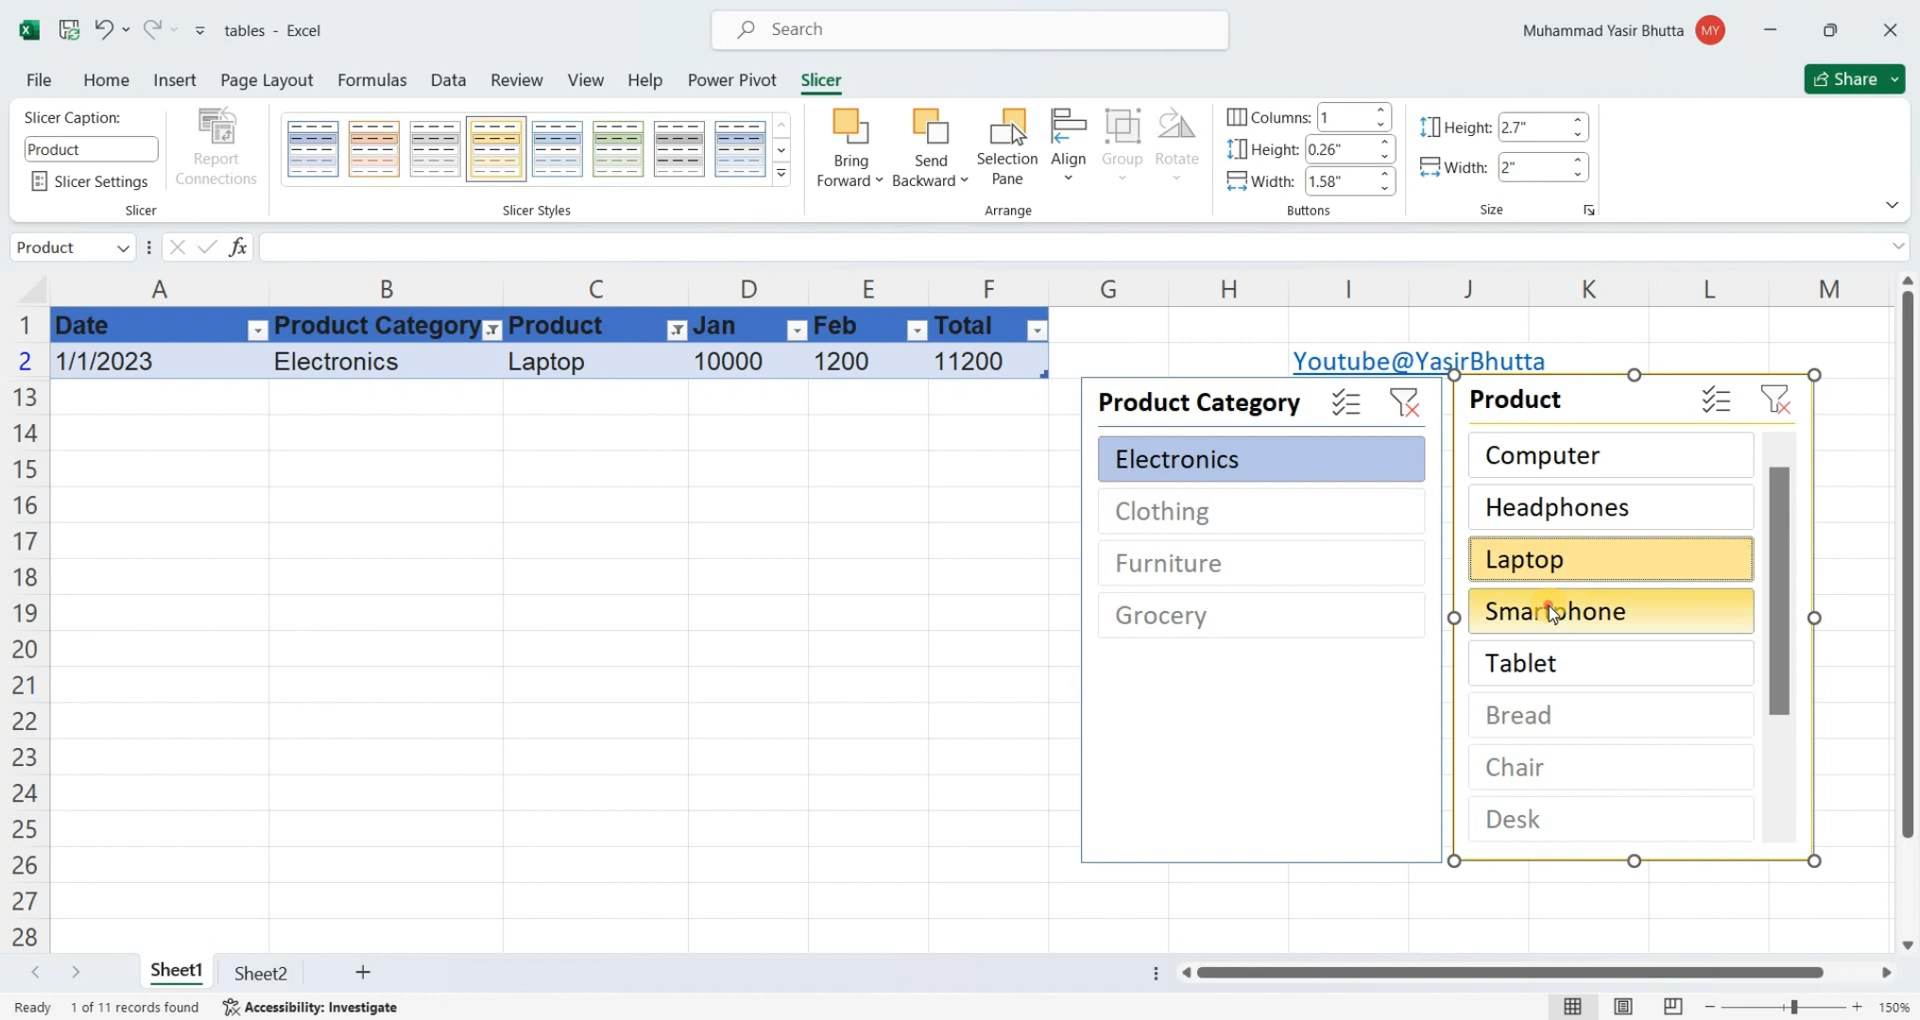 tables - Excel
Search
Muhammad Yasir Bhutta MY
File Home Insert Page Layout Formulas Data Review View Help Power Pivot Slicer
Share
Slicer Caption:
Product
Slicer Settings
Report
Connections
Slicer
Slicer Styles
Bring
Forward
Send
Backward
Selection
Pane
Align
Group
Rotate
Arrange
Columns: 1
Height: 0.26"
Width: 1.58"
Buttons
Height: 2.7"
Width: 2"
Size
Product
fx
A B C D E F G H I J K L M
1 Date Product Category Product Jan Feb Total
2 1/1/2023 Electronics Laptop 10000 1200 11200 Youtube@YasirBhutta
13
14
15
16
17
18
19
20
21
22
23
24
25
26
27
28
Product Category
Electronics
Clothing
Furniture
Grocery
Product
Computer
Headphones
Laptop
Smartphone
Tablet
Bread
Chair
Desk
Sheet1 Sheet2
Ready 1 of 11 records found Accessibility: Investigate 150%